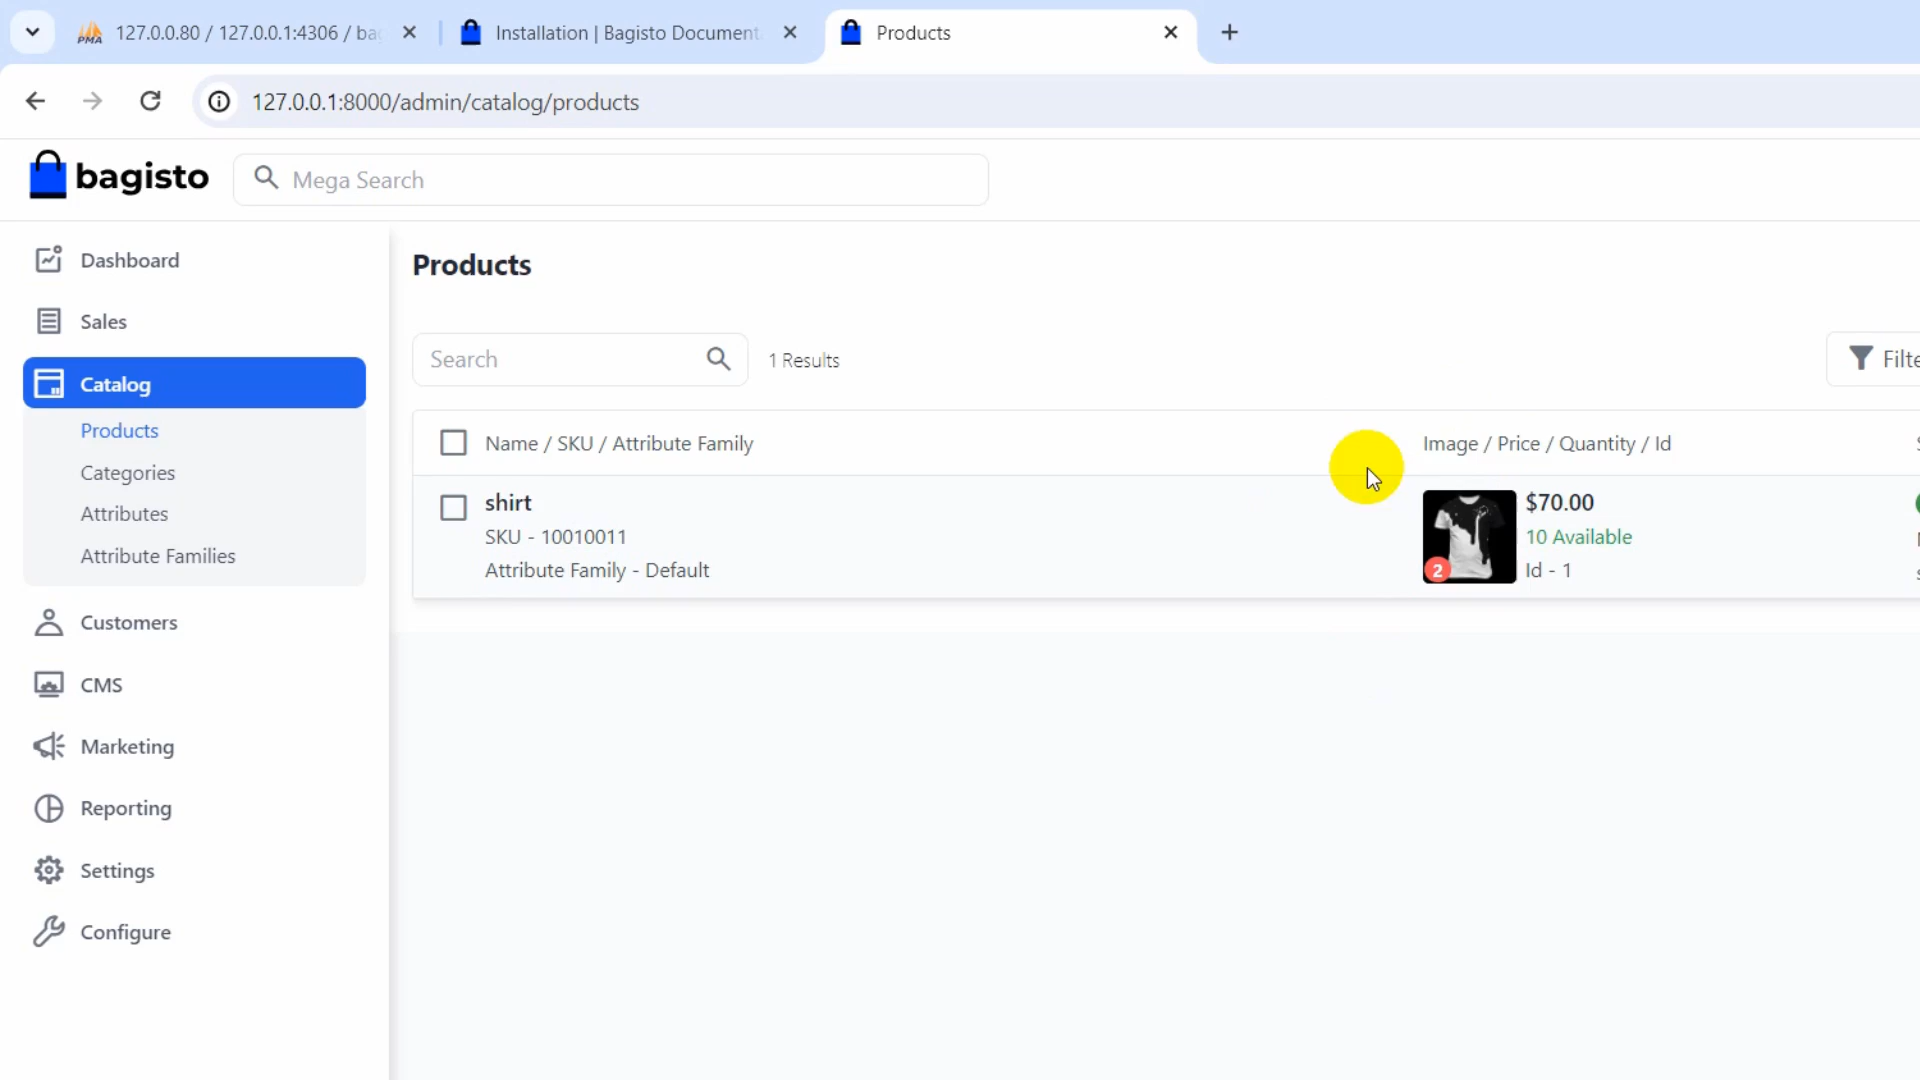 127.0.0.80 / 127.0.0.1:4306 / bag
Installation | Bagisto Document
Products
127.0.0.1:8000/admin/catalog/products
bagisto
Mega Search
Dashboard
Sales
Catalog
Products
Categories
Attributes
Attribute Families
Customers
CMS
Marketing
Reporting
Settings
Configure
Products
Search
1 Results
Filte
Name / SKU / Attribute Family
Image / Price / Quantity / Id
shirt
SKU - 10010011
Attribute Family - Default
2
$70.00
10 Available
Id - 1